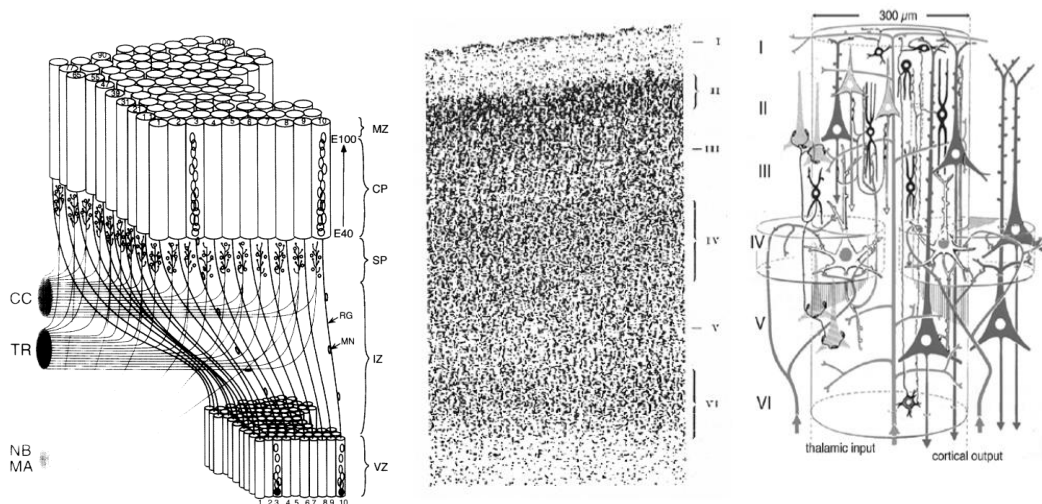 MZ
E100
CP
E40
SP
CC
RG
TR
MN
IZ
NB
MA
VZ
1 2 3 4 5 6 7 8 9 10
I
II
III
IV
V
VI
300 μm
I
II
III
IV
V
VI
thalamic input
cortical output